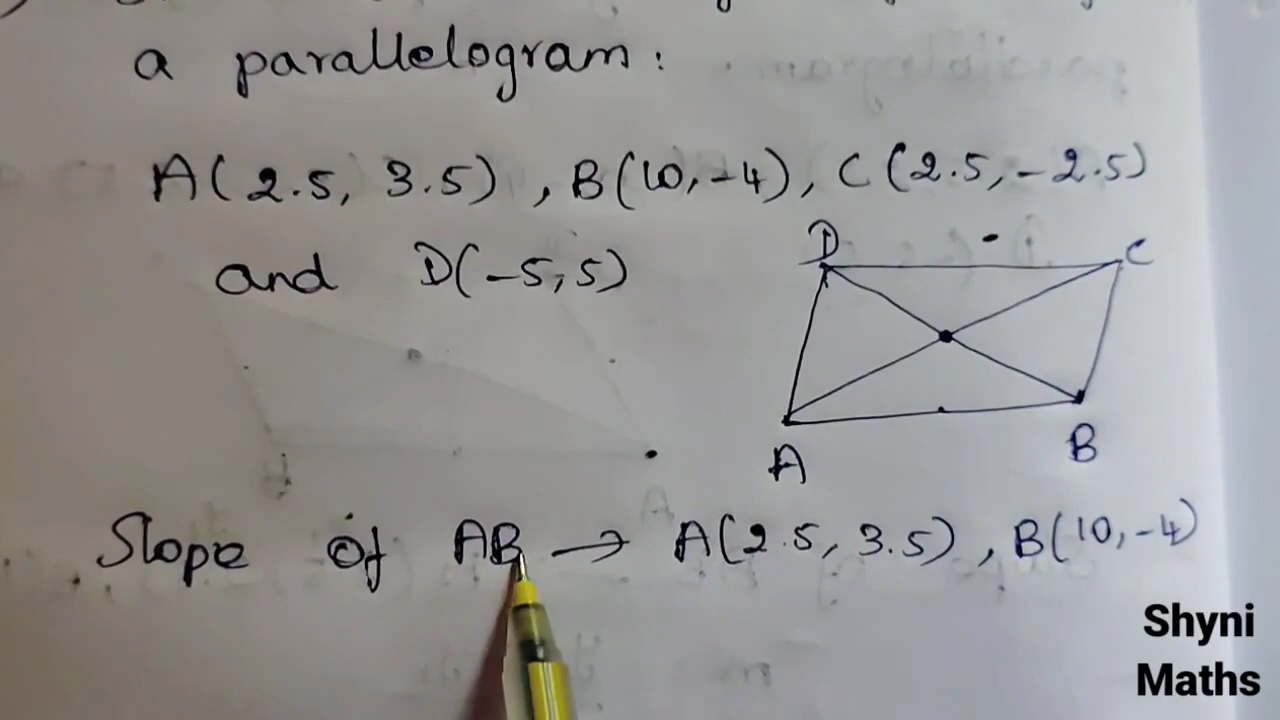 a parallelogram:
A(2.5, 3.5), B(10,-4), C(2.5,-2.5)
and D(-5,5)
D
C
A
B
Slope of AB → A(2.5, 3.5), B(10,-4)
Shyni
Maths